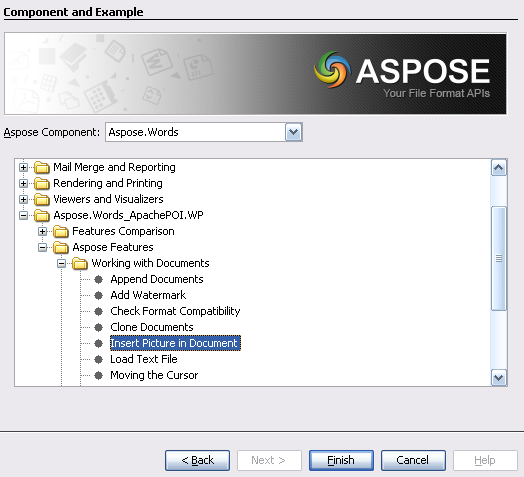 Component and Example
ASPOSE
Your File Format APIs
Aspose Component: Aspose.Words
Mail Merge and Reporting
Rendering and Printing
Viewers and Visualizers
Aspose.Words_ApachePOI.WP
Features Comparison
Aspose Features
Working with Documents
Append Documents
Add Watermark
Check Format Compatibility
Clone Documents
Insert Picture in Document
Load Text File
Moving the Cursor
< Back Next > Finish Cancel Help